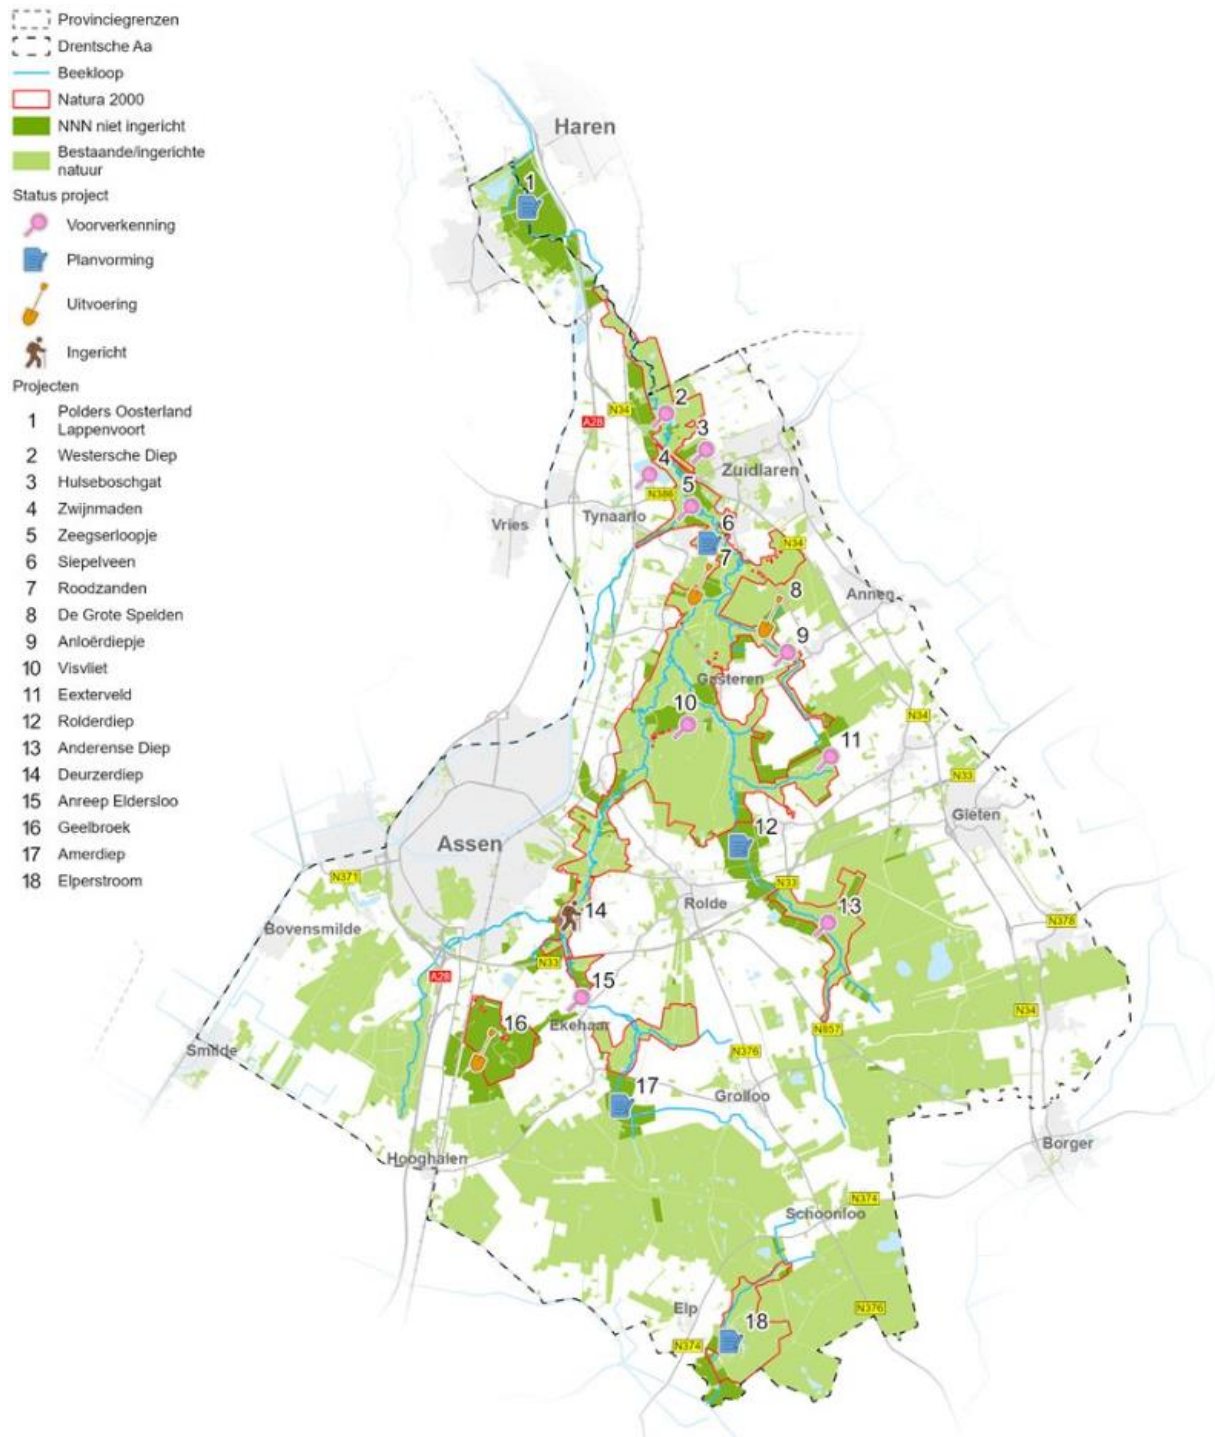 Provinciegrenzen
Drentsche Aa
Beekloop
Natura 2000
NNN niet ingericht
Bestaande/ingerichte
natuur
Status project
Voorverkenning
Planvorming
Uitvoering
Ingericht
Projecten
1 Polders Oosterland
Lappenvoort
2 Westersche Diep
3 Hulseboschgat
4 Zwijnmaden
5 Zeegserloopje
6 Siepelveen
7 Roodzanden
8 De Grote Spelden
9 Anloërdiepje
10 Visvliet
11 Eexterveld
12 Rolderdiep
13 Anderense Diep
14 Deurzerdiep
15 Anreep Eldersloo
16 Geelbroek
17 Amerdiep
18 Elperstroom
Haren
1
2
N34
A28
3
4
Zuidlaren
5
N386
Tynaarlo
Vries
6
N34
7
8
Annen
9
Gasteren
10
N34
11
N33
Gieten
12
Assen
N371
N33
Rolde
13
14
N378
Bovensmilde
N33
A28
15
N34
16
Ekehaar
N857
Smilde
N376
17
Grolloo
Borger
Hooghalen
N374
Schoonloo
Elp
N376
18
N374